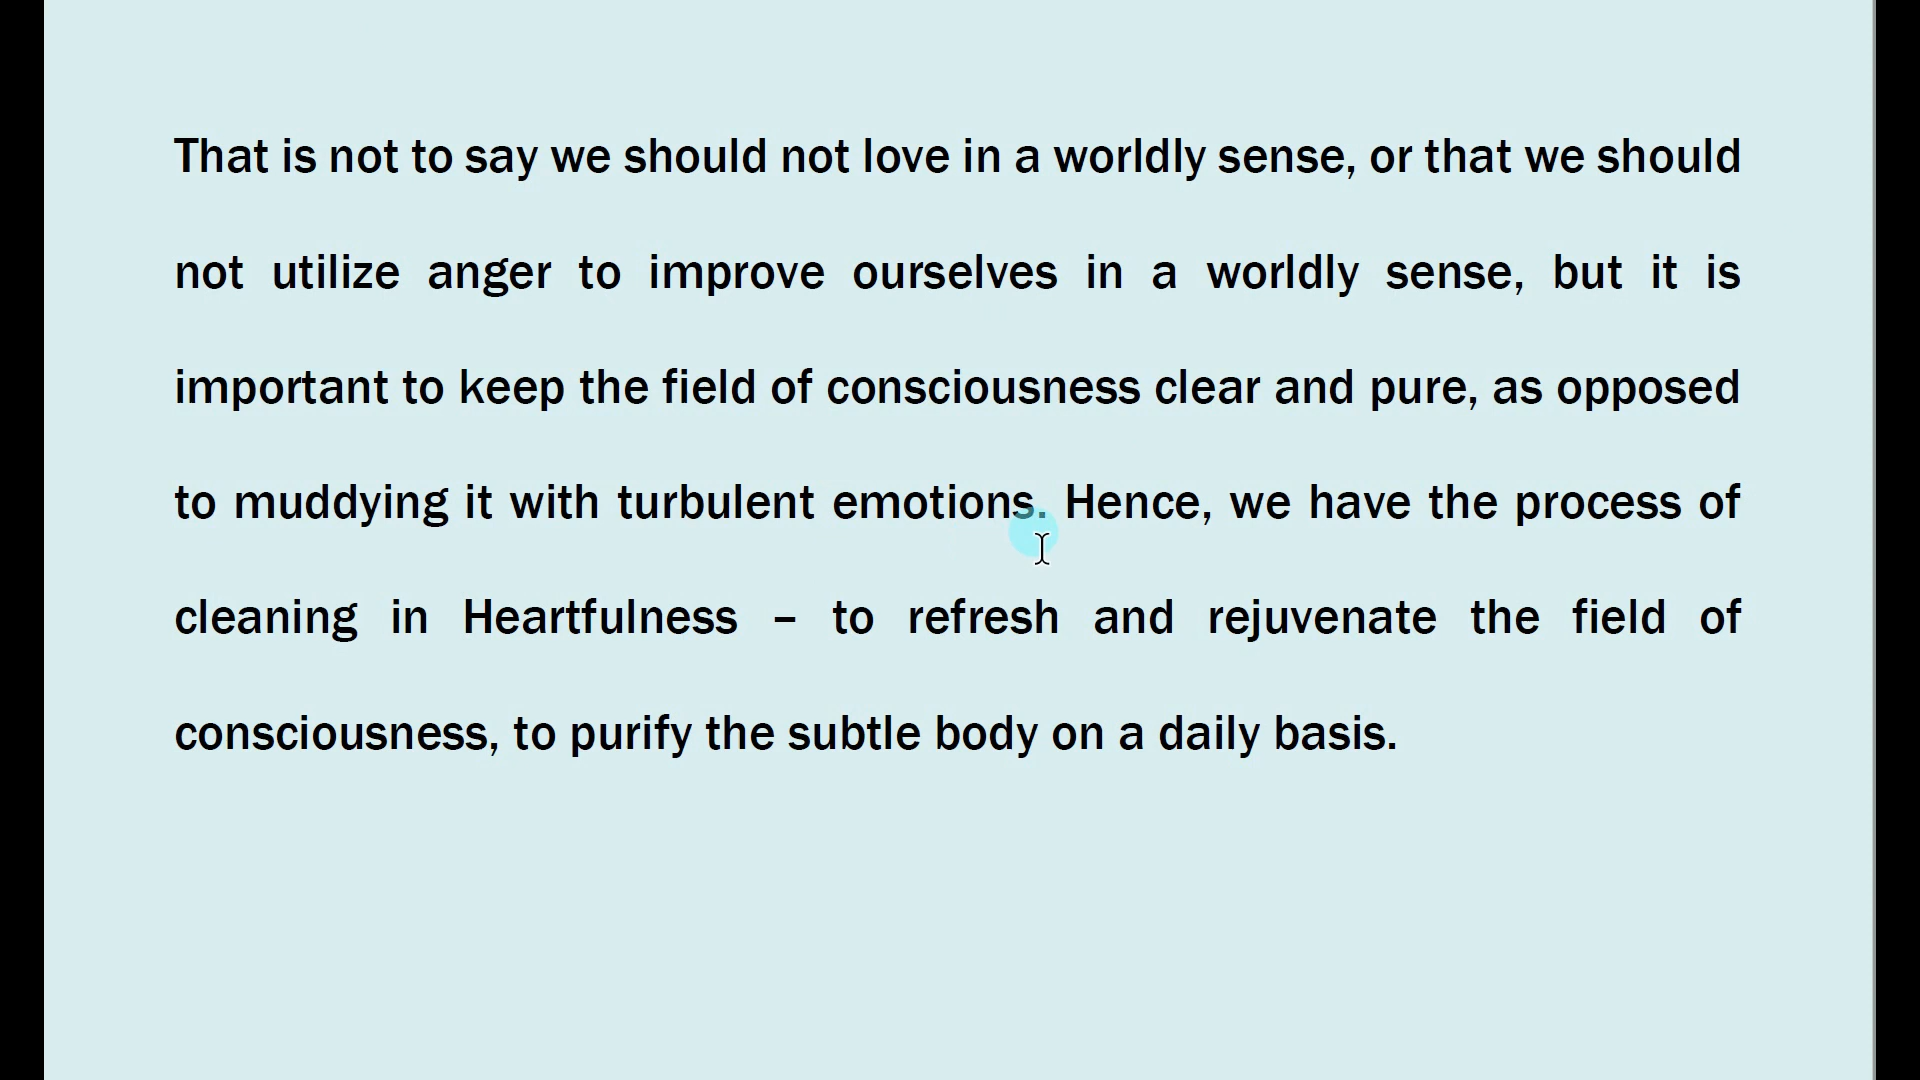 That is not to say we should not love in a worldly sense, or that we should
not utilize anger to improve ourselves in a worldly sense, but it is
important to keep the field of consciousness clear and pure, as opposed
to muddying it with turbulent emotions. Hence, we have the process of
cleaning in Heartfulness – to refresh and rejuvenate the field of
consciousness, to purify the subtle body on a daily basis.